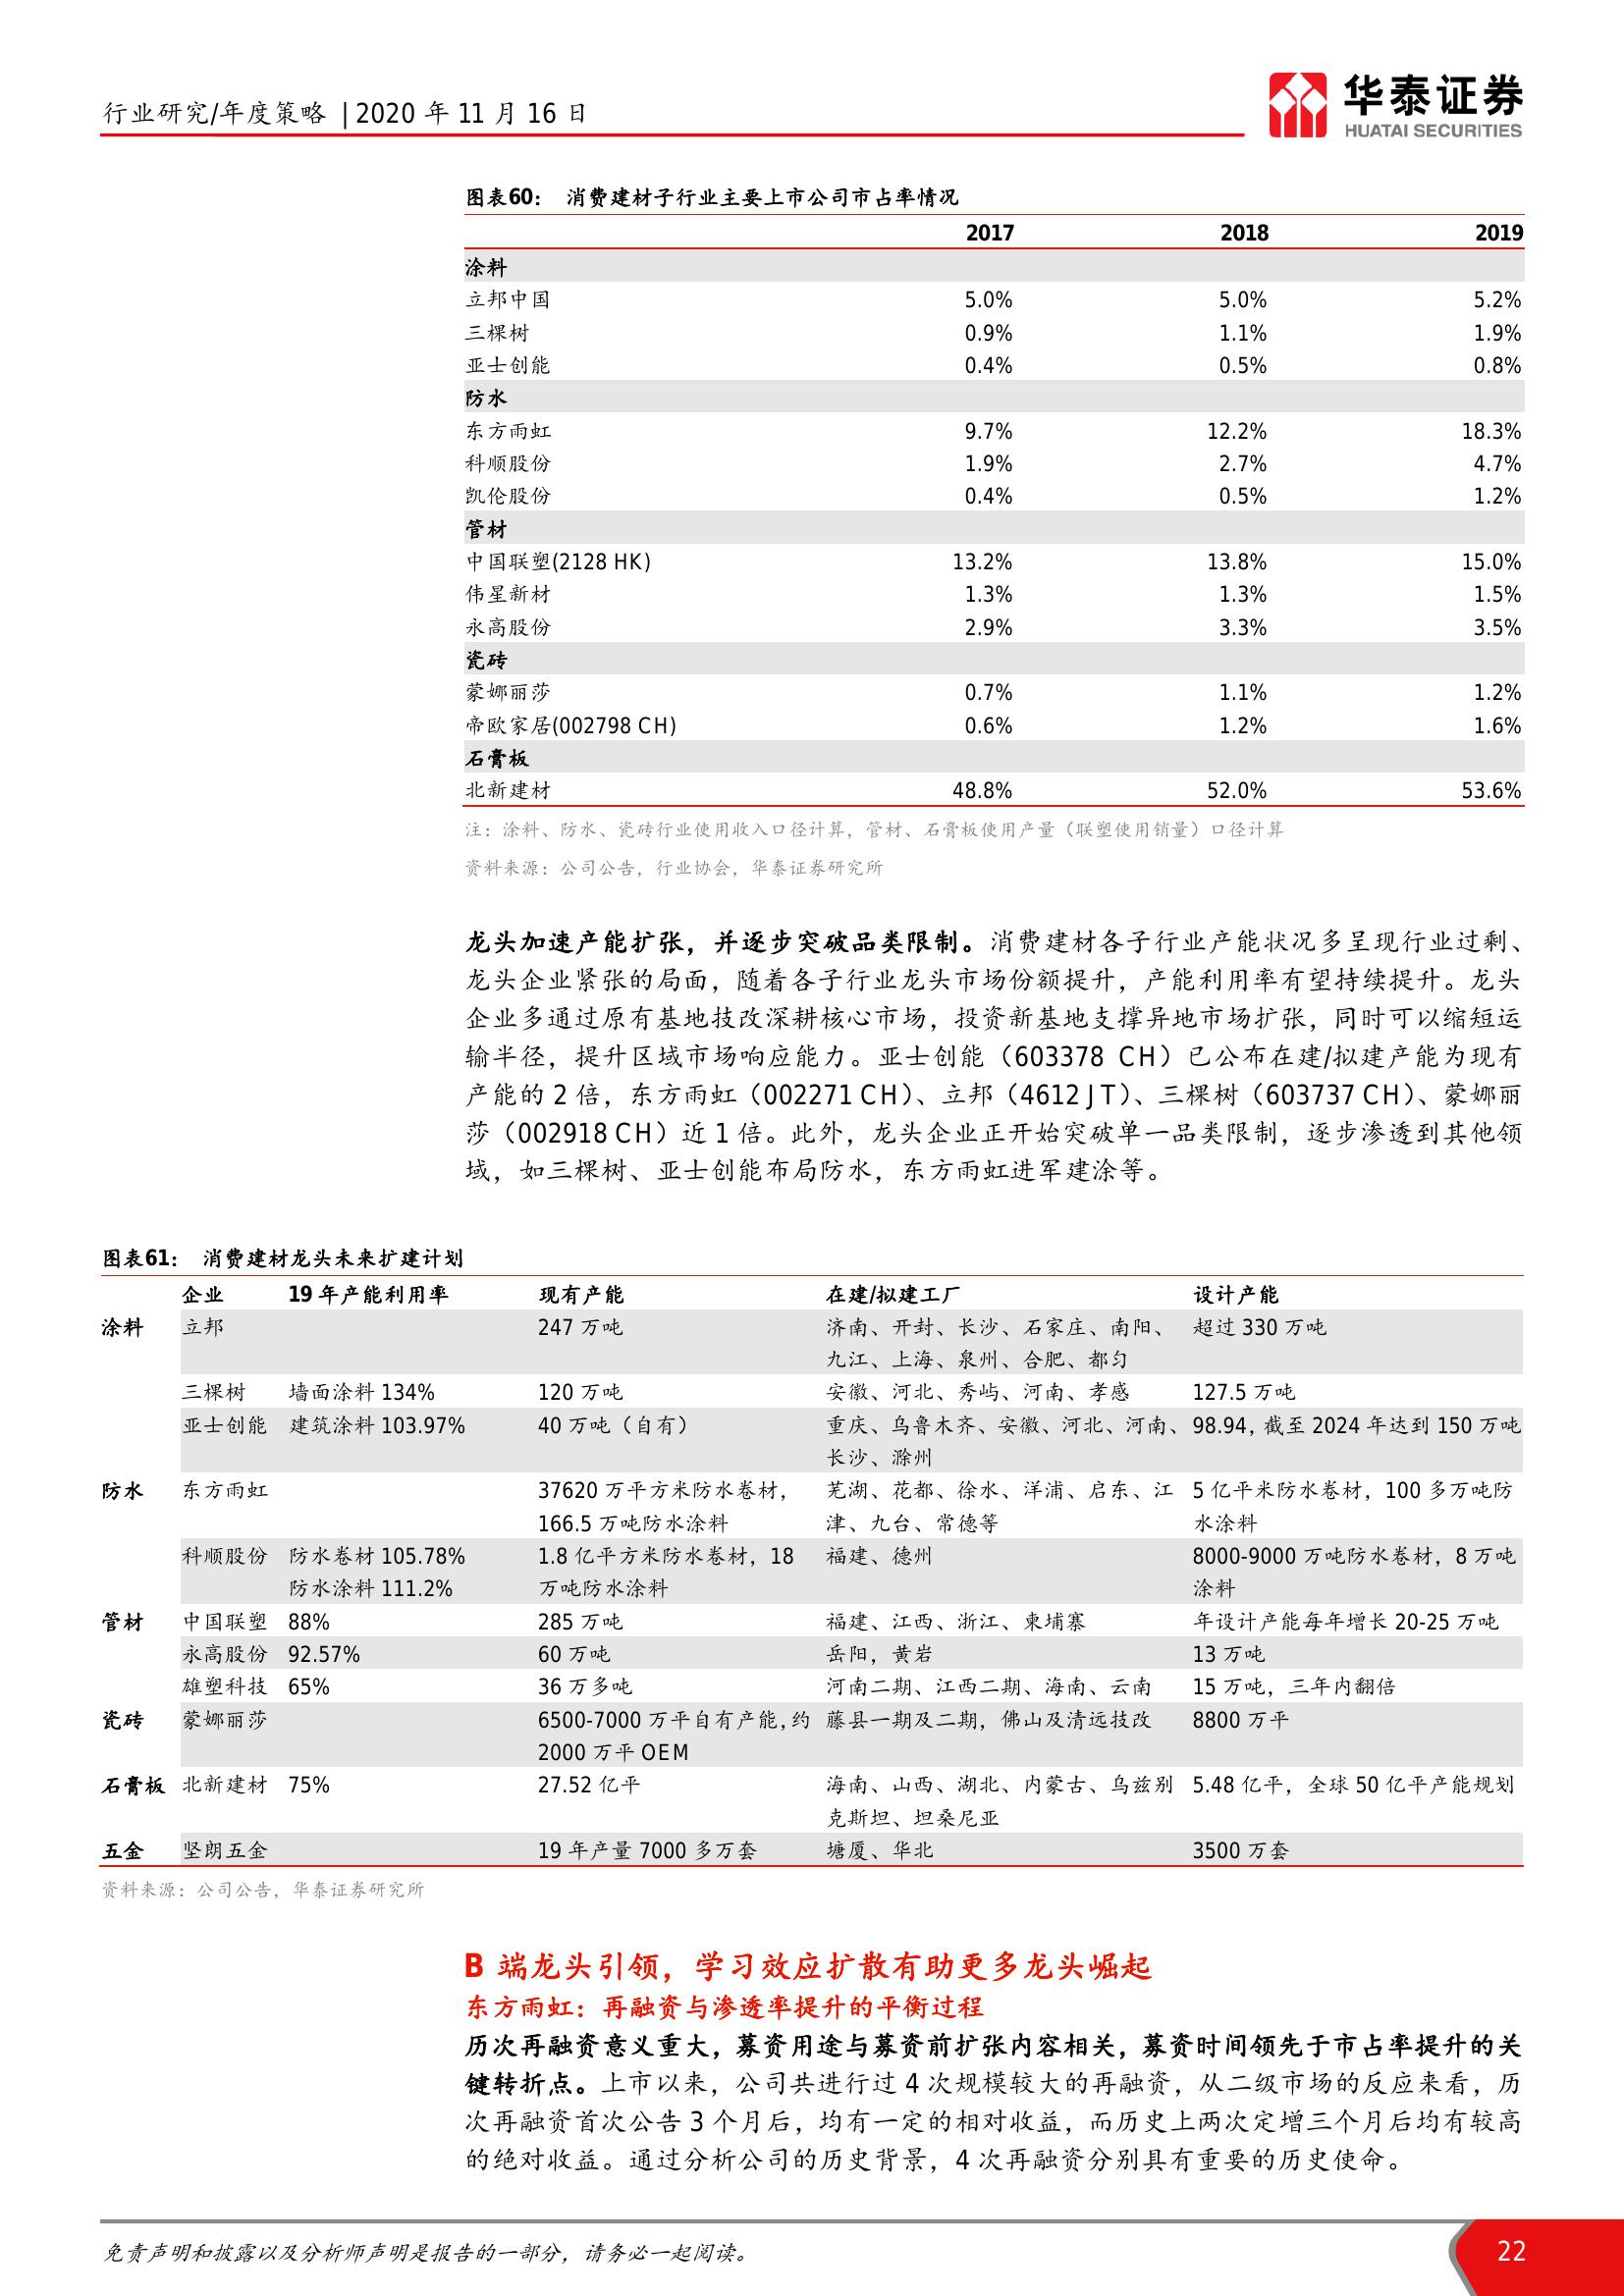 行业研究/年度策略 | 2020 年 11 月 16 日
华泰证券
HUATAI SECURITIES
图表60： 消费建材子行业主要上市公司市占率情况
2017 2018 2019
涂料
立邦中国 5.0% 5.0% 5.2%
三棵树 0.9% 1.1% 1.9%
亚士创能 0.4% 0.5% 0.8%
防水
东方雨虹 9.7% 12.2% 18.3%
科顺股份 1.9% 2.7% 4.7%
凯伦股份 0.4% 0.5% 1.2%
管材
中国联塑(2128 HK) 13.2% 13.8% 15.0%
伟星新材 1.3% 1.3% 1.5%
永高股份 2.9% 3.3% 3.5%
瓷砖
蒙娜丽莎 0.7% 1.1% 1.2%
帝欧家居(002798 CH) 0.6% 1.2% 1.6%
石膏板
北新建材 48.8% 52.0% 53.6%
注：涂料、防水、瓷砖行业使用收入口径计算，管材、石膏板使用产量（联塑使用销量）口径计算
资料来源：公司公告，行业协会，华泰证券研究所
龙头加速产能扩张，并逐步突破品类限制。消费建材各子行业产能状况多呈现行业过剩、
龙头企业紧张的局面，随着各子行业龙头市场份额提升，产能利用率有望持续提升。龙头
企业多通过原有基地技改深耕核心市场，投资新基地支撑异地市场扩张，同时可以缩短运
输半径，提升区域市场响应能力。亚士创能（603378 CH）已公布在建/拟建产能为现有
产能的 2 倍，东方雨虹（002271 CH）、立邦（4612 JT）、三棵树（603737 CH）、蒙娜丽
莎（002918 CH）近 1 倍。此外，龙头企业正开始突破单一品类限制，逐步渗透到其他领
域，如三棵树、亚士创能布局防水，东方雨虹进军建涂等。
图表61： 消费建材龙头未来扩建计划
企业 19 年产能利用率 现有产能 在建/拟建工厂 设计产能
涂料 立邦 247 万吨 济南、开封、长沙、石家庄、南阳、 超过 330 万吨
九江、上海、泉州、合肥、都匀
三棵树 墙面涂料 134% 120 万吨 安徽、河北、秀屿、河南、孝感 127.5 万吨
亚士创能 建筑涂料 103.97% 40 万吨（自有） 重庆、乌鲁木齐、安徽、河北、河南、 98.94，截至 2024 年达到 150 万吨
长沙、滁州
防水 东方雨虹 37620 万平方米防水卷材， 芜湖、花都、徐水、洋浦、启东、江 5 亿平米防水卷材，100 多万吨防
166.5 万吨防水涂料 津、九台、常德等 水涂料
科顺股份 防水卷材 105.78% 1.8 亿平方米防水卷材，18 福建、德州 8000-9000 万吨防水卷材，8 万吨
防水涂料 111.2% 万吨防水涂料 涂料
管材 中国联塑 88% 285 万吨 福建、江西、浙江、柬埔寨 年设计产能每年增长 20-25 万吨
永高股份 92.57% 60 万吨 岳阳，黄岩 13 万吨
雄塑科技 65% 36 万多吨 河南二期、江西二期、海南、云南 15 万吨，三年内翻倍
瓷砖 蒙娜丽莎 6500-7000 万平自有产能，约 藤县一期及二期，佛山及清远技改 8800 万平
2000 万平 OEM
石膏板 北新建材 75% 27.52 亿平 海南、山西、湖北、内蒙古、乌兹别 5.48 亿平，全球 50 亿平产能规划
克斯坦、坦桑尼亚
五金 坚朗五金 19 年产量 7000 多万套 塘厦、华北 3500 万套
资料来源：公司公告，华泰证券研究所
B 端龙头引领，学习效应扩散有助更多龙头崛起
东方雨虹：再融资与渗透率提升的平衡过程
历次再融资意义重大，募资用途与募资前扩张内容相关，募资时间领先于市占率提升的关
键转折点。上市以来，公司共进行过 4 次规模较大的再融资，从二级市场的反应来看，历
次再融资首次公告 3 个月后，均有一定的相对收益，而历史上两次定增三个月后均有较高
的绝对收益。通过分析公司的历史背景，4 次再融资分别具有重要的历史使命。
免责声明和披露以及分析师声明是报告的一部分，请务必一起阅读。
22